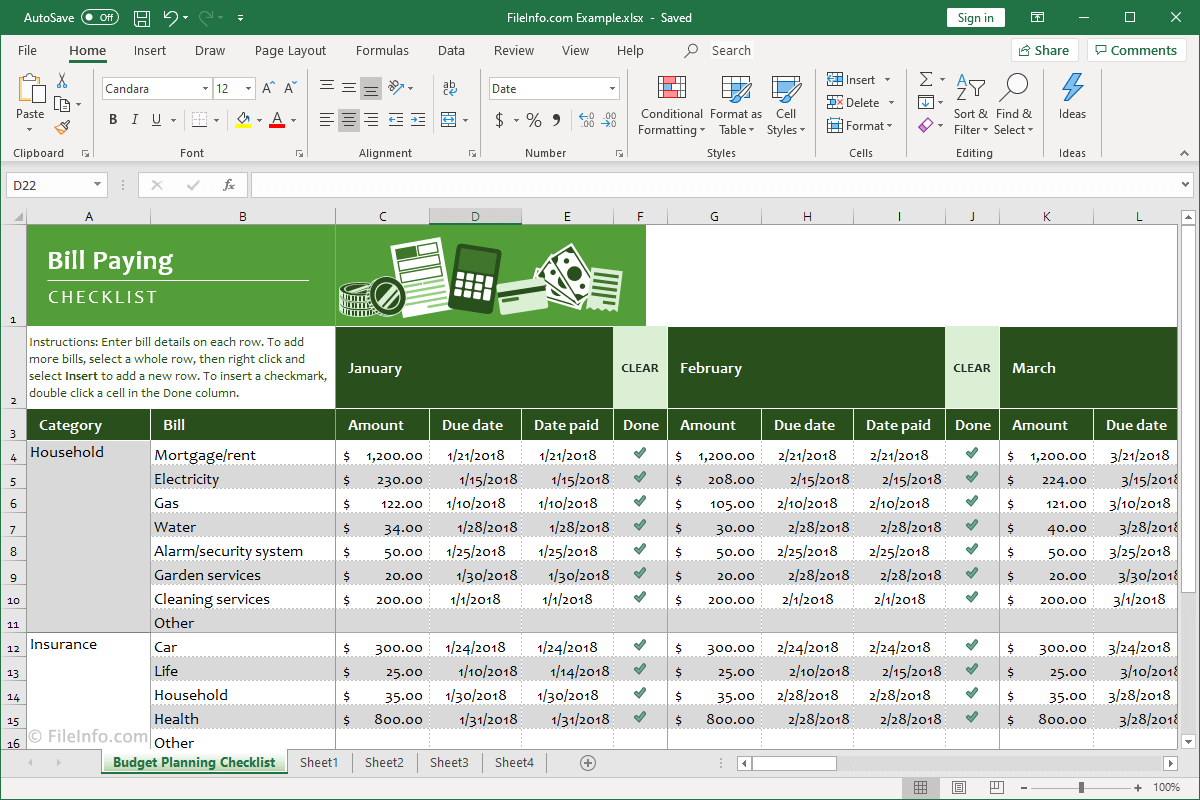 AutoSave Off FileInfo.com Example.xlsx - Saved Sign in
File Home Insert Draw Page Layout Formulas Data Review View Help Search Share Comments
Paste
Clipboard
Candara 12 A A
B I U A
Font
ab
Alignment
Date
$ % 9
Number
Conditional Formatting
Format as Table
Cell Styles
Styles
Insert
Delete
Format
Cells
Sort & Filter
Find & Select
Editing
Ideas
Ideas
D22 fx
A B C D E F G H I J K L
1 Bill Paying
CHECKLIST
2 Instructions: Enter bill details on each row. To add
more bills, select a whole row, then right click and
select Insert to add a new row. To insert a checkmark,
double click a cell in the Done column.
January CLEAR February CLEAR March
3 Category Bill Amount Due date Date paid Done Amount Due date Date paid Done Amount Due date
4 Household Mortgage/rent $ 1,200.00 1/21/2018 1/21/2018 ✔ $ 1,200.00 2/21/2018 2/21/2018 ✔ $ 1,200.00 3/21/2018
5 Electricity $ 230.00 1/15/2018 1/15/2018 ✔ $ 208.00 2/15/2018 2/15/2018 ✔ $ 224.00 3/15/201
6 Gas $ 122.00 1/10/2018 1/10/2018 ✔ $ 105.00 2/10/2018 2/10/2018 ✔ $ 121.00 3/10/2018
7 Water $ 34.00 1/28/2018 1/28/2018 ✔ $ 30.00 2/28/2018 2/28/2018 ✔ $ 40.00 3/28/201
8 Alarm/security system $ 50.00 1/25/2018 1/25/2018 ✔ $ 50.00 2/25/2018 2/25/2018 ✔ $ 50.00 3/25/2018
9 Garden services $ 20.00 1/30/2018 1/30/2018 ✔ $ 20.00 2/28/2018 2/28/2018 ✔ $ 20.00 3/30/201
10 Cleaning services $ 200.00 1/1/2018 1/1/2018 ✔ $ 200.00 2/1/2018 2/1/2018 ✔ $ 200.00 3/1/2018
11 Other
12 Insurance Car $ 300.00 1/24/2018 1/24/2018 ✔ $ 300.00 2/24/2018 2/24/2018 ✔ $ 300.00 3/24/2018
13 Life $ 25.00 1/10/2018 1/14/2018 ✔ $ 25.00 2/10/2018 2/15/2018 ✔ $ 25.00 3/10/201
14 Household $ 35.00 1/30/2018 1/30/2018 ✔ $ 35.00 2/28/2018 2/28/2018 ✔ $ 35.00 3/28/2018
15 Health $ 800.00 1/31/2018 1/31/2018 ✔ $ 800.00 2/28/2018 2/28/2018 ✔ $ 800.00 3/28/201
16 Other
© FileInfo.com
Budget Planning Checklist Sheet1 Sheet2 Sheet3 Sheet4
100%